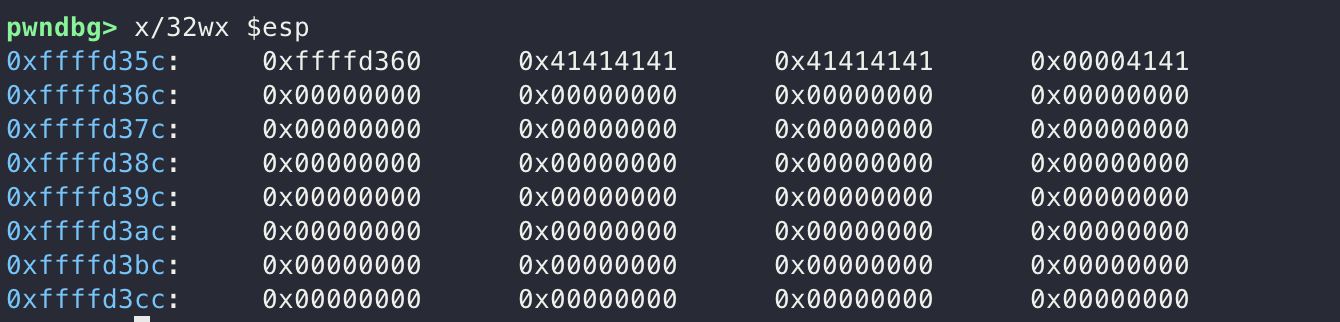 pwndbg> x/32wx $esp
0xffffd35c: 0xffffd360 0x41414141 0x41414141 0x00004141
0xffffd36c: 0x00000000 0x00000000 0x00000000 0x00000000
0xffffd37c: 0x00000000 0x00000000 0x00000000 0x00000000
0xffffd38c: 0x00000000 0x00000000 0x00000000 0x00000000
0xffffd39c: 0x00000000 0x00000000 0x00000000 0x00000000
0xffffd3ac: 0x00000000 0x00000000 0x00000000 0x00000000
0xffffd3bc: 0x00000000 0x00000000 0x00000000 0x00000000
0xffffd3cc: 0x00000000 0x00000000 0x00000000 0x00000000